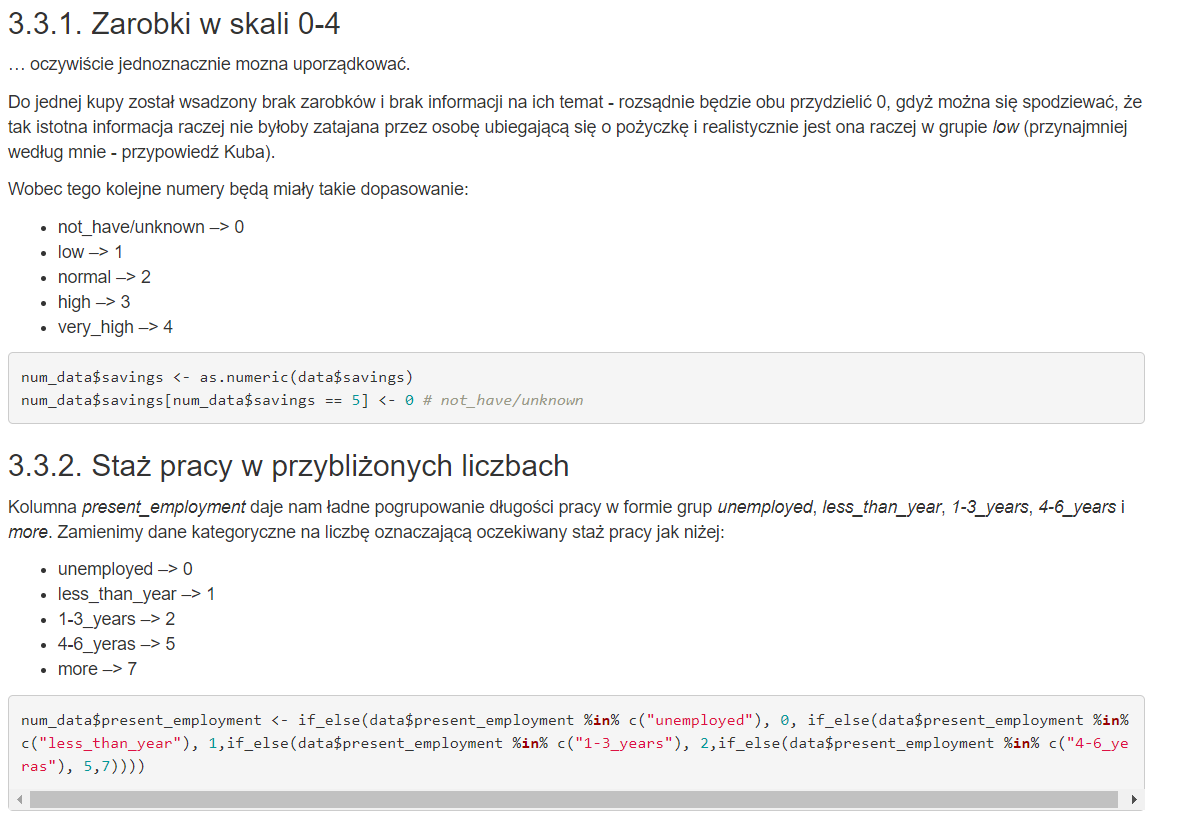 3.3.1. Zarobki w skali 0-4
… oczywiście jednoznacznie mozna uporządkować.
Do jednej kupy został wsadzony brak zarobków i brak informacji na ich temat - rozsądnie będzie obu przydzielić 0, gdyż można się spodziewać, że
tak istotna informacja raczej nie byłoby zatajana przez osobę ubiegającą się o pożyczkę i realistycznie jest ona raczej w grupie low (przynajmniej
według mnie - przypowiedź Kuba).
Wobec tego kolejne numery będą miały takie dopasowanie:
• not_have/unknown –> 0
• low –> 1
• normal –> 2
• high –> 3
• very_high –> 4
num_data$savings <- as.numeric(data$savings)
num_data$savings[num_data$savings == 5] <- 0 # not_have/unknown
3.3.2. Staż pracy w przybliżonych liczbach
Kolumna present_employment daje nam ładne pogrupowanie długości pracy w formie grup unemployed, less_than_year, 1-3_years, 4-6_years i
more. Zamienimy dane kategoryczne na liczbę oznaczającą oczekiwany staż pracy jak niżej:
• unemployed –> 0
• less_than_year –> 1
• 1-3_years –> 2
• 4-6_yeras –> 5
• more –> 7
num_data$present_employment <- if_else(data$present_employment %in% c("unemployed"), 0, if_else(data$present_employment %in%
c("less_than_year"), 1,if_else(data$present_employment %in% c("1-3_years"), 2,if_else(data$present_employment %in% c("4-6_ye
ras"), 5,7))))